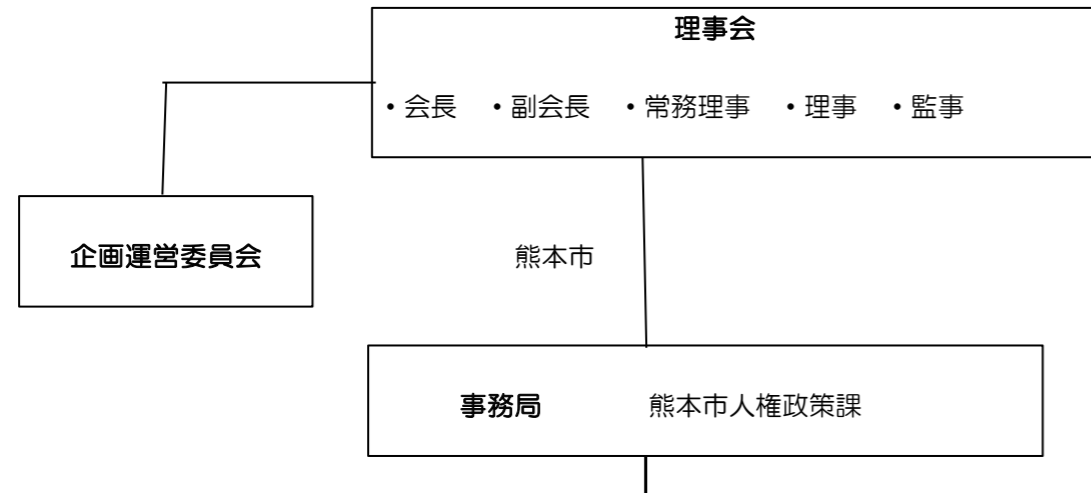 理事会
・会長　・副会長　・常務理事　・理事　・監事
企画運営委員会
熊本市
事務局　熊本市人権政策課